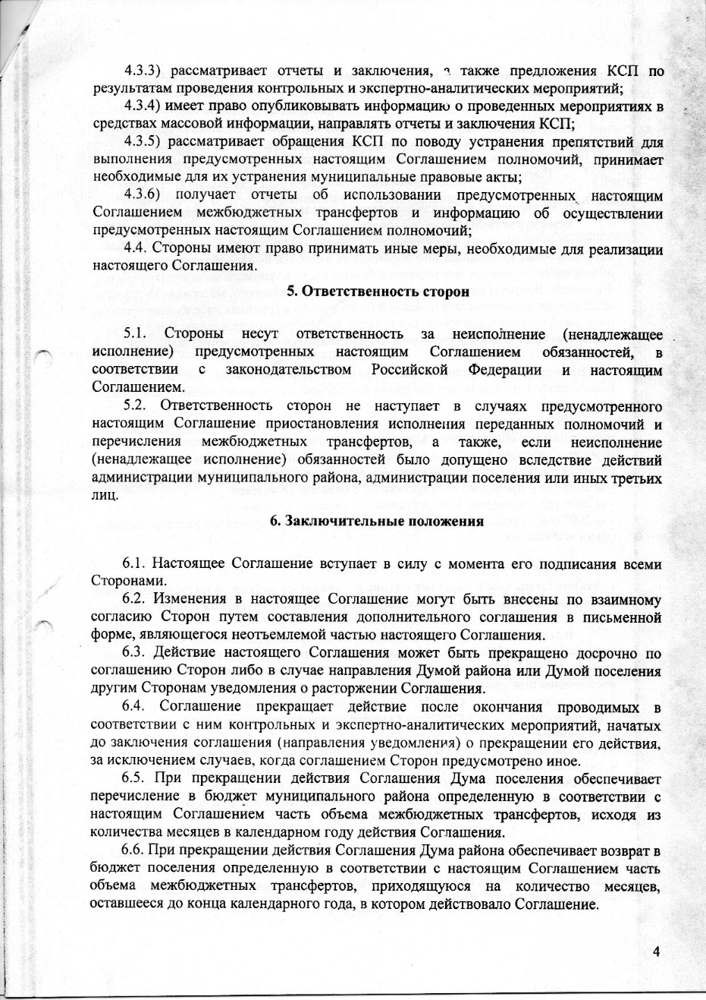 4.3.3) рассматривает отчеты и заключения, а также предложения КСП по
результатам проведения контрольных и экспертно-аналитических мероприятий;
4.3.4) имеет право опубликовывать информацию о проведенных мероприятиях в
средствах массовой информации, направлять отчеты и заключения КСП;
4.3.5) рассматривает обращения КСП по поводу устранения препятствий для
выполнения предусмотренных настоящим Соглашением полномочий, принимает
необходимые для их устранения муниципальные правовые акты;
4.3.6) получает отчеты об использовании предусмотренных настоящим
Соглашением межбюджетных трансфертов и информацию об осуществлении
предусмотренных настоящим Соглашением полномочий;
4.4. Стороны имеют право принимать иные меры, необходимые для реализации
настоящего Соглашения.
5. Ответственность сторон
5.1. Стороны несут ответственность за неисполнение (ненадлежащее
исполнение) предусмотренных настоящим Соглашением обязанностей, в
соответствии с законодательством Российской Федерации и настоящим
Соглашением.
5.2. Ответственность сторон не наступает в случаях предусмотренного
настоящим Соглашение приостановления исполнения переданных полномочий и
перечисления межбюджетных трансфертов, а также, если неисполнение
(ненадлежащее исполнение) обязанностей было допущено вследствие действий
администрации муниципального района, администрации поселения или иных третьих
лиц.
6. Заключительные положения
6.1. Настоящее Соглашение вступает в силу с момента его подписания всеми
Сторонами.
6.2. Изменения в настоящее Соглашение могут быть внесены по взаимному
согласию Сторон путем составления дополнительного соглашения в письменной
форме, являющегося неотъемлемой частью настоящего Соглашения.
6.3. Действие настоящего Соглашения может быть прекращено досрочно по
соглашению Сторон либо в случае направления Думой района или Думой поселения
другим Сторонам уведомления о расторжении Соглашения.
6.4. Соглашение прекращает действие после окончания проводимых в
соответствии с ним контрольных и экспертно-аналитических мероприятий, начатых
до заключения соглашения (направления уведомления) о прекращении его действия,
за исключением случаев, когда соглашением Сторон предусмотрено иное.
6.5. При прекращении действия Соглашения Дума поселения обеспечивает
перечисление в бюджет муниципального района определенную в соответствии с
настоящим Соглашением часть объема межбюджетных трансфертов, исходя из
количества месяцев в календарном году действия Соглашения.
6.6. При прекращении действия Соглашения Дума района обеспечивает возврат в
бюджет поселения определенную в соответствии с настоящим Соглашением часть
объема межбюджетных трансфертов, приходящуюся на количество месяцев,
оставшееся до конца календарного года, в котором действовало Соглашение.
4